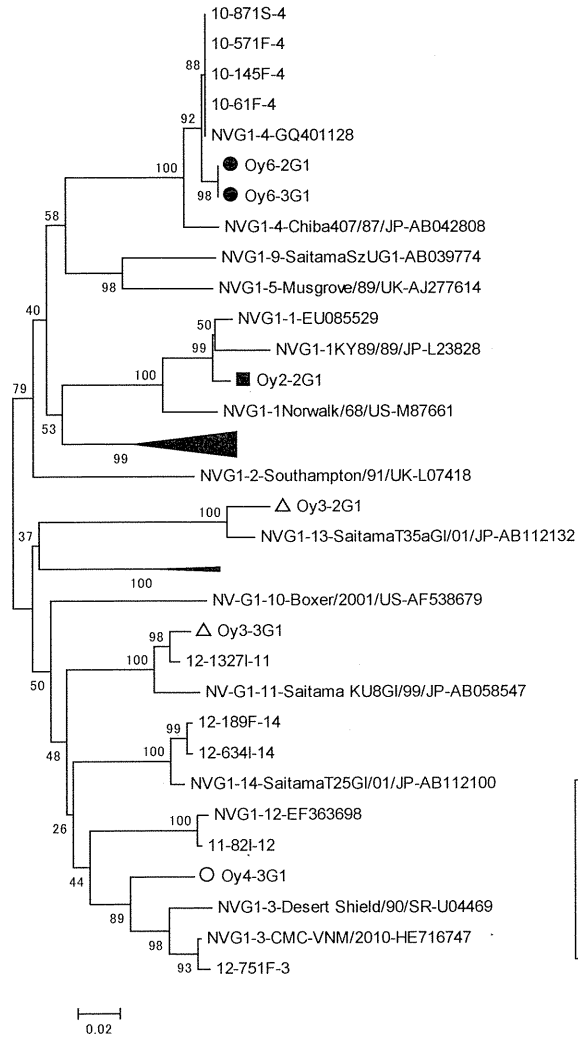 10-871S-4
10-571F-4
88
10-145F-4
10-61F-4
92
NVG1-4-GQ401128
100
Oy6-2G1
98
Oy6-3G1
58
NVG1-4-Chiba407/87/JP-AB042808
NVG1-9-SaitamaSzUG1-AB039774
98
NVG1-5-Musgrove/89/UK-AJ277614
40
NVG1-1-EU085529
50
99
NVG1-1KY89/89/JP-L23828
100
Oy2-2G1
79
NVG1-1Norwalk/68/US-M87661
53
99
NVG1-2-Southampton/91/UK-L07418
100
Oy3-2G1
37
NVG1-13-SaitamaT35aGI/01/JP-AB112132
100
NV-G1-10-Boxer/2001/US-AF538679
98
Oy3-3G1
100
12-1327I-11
50
NV-G1-11-Saitama KU8GI/99/JP-AB058547
99
12-189F-14
48
100
12-634I-14
NVG1-14-SaitamaT25GI/01/JP-AB112100
26
100
NVG1-12-EF363698
11-82I-12
44
Oy4-3G1
89
NVG1-3-Desert Shield/90/SR-U04469
98
NVG1-3-CMC-VNM/2010-HE716747
93
12-751F-3
0.02